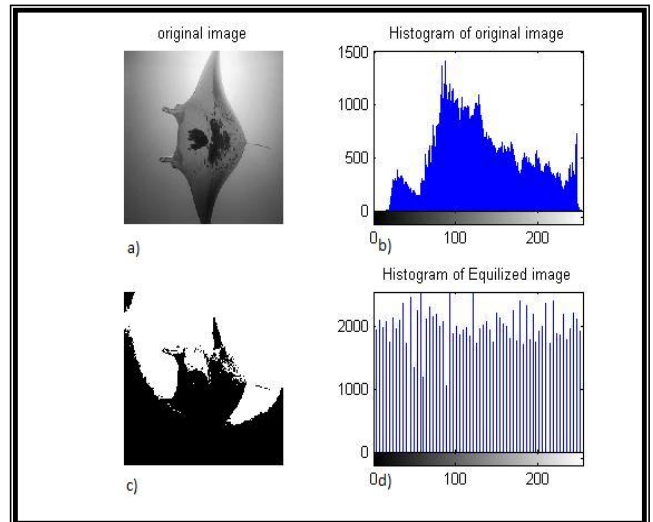 original image
Histogram of original image
1500
1000
500
0
0 100 200
a)
b)
Histogram of Equilized image
2000
1000
0
0 100 200
c)
d)